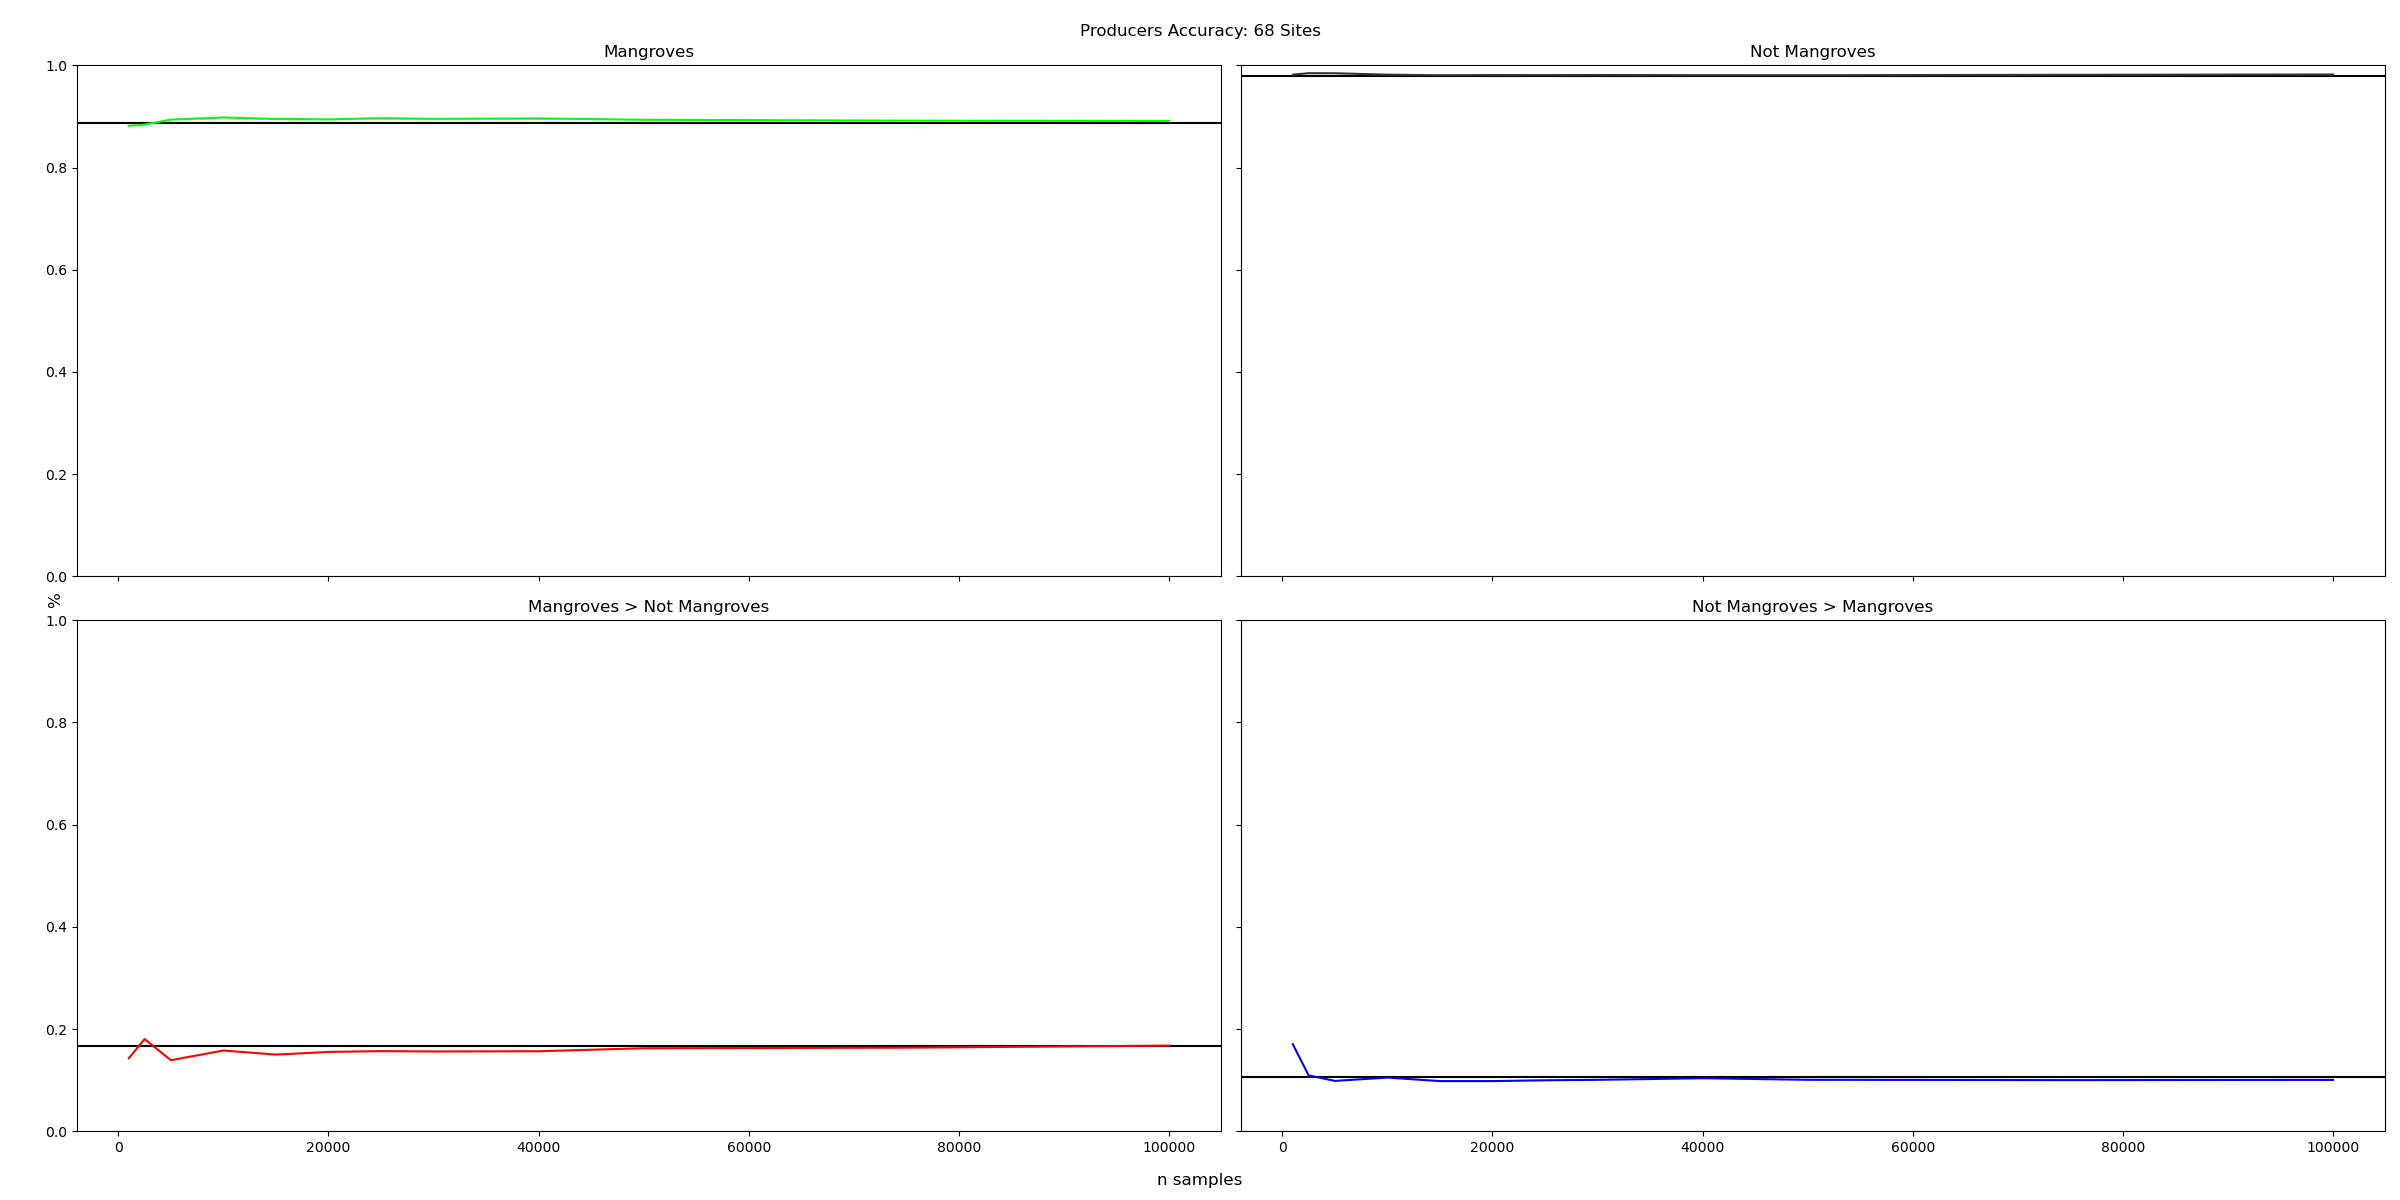 Producers Accuracy: 68 Sites
Mangroves
Not Mangroves
1.0
0.8
0.6
0.4
0.2
0.0
%
Mangroves > Not Mangroves
Not Mangroves > Mangroves
1.0
0.8
0.6
0.4
0.2
0.0
0 20000 40000 60000 80000 100000
0 20000 40000 60000 80000 100000
n samples